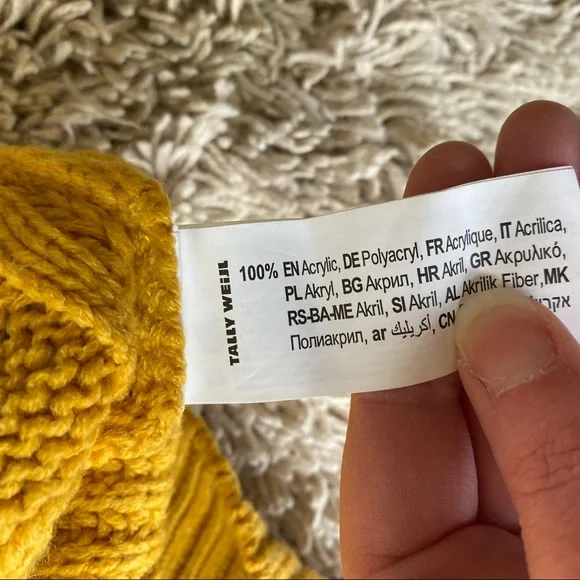 TALLY WEiJL
100% EN Acrylic, DE Polyacryl, FR Acrylique, IT Acrilica,
PL Akryl, BG Акрил, HR Akril, GR Ακρυλικό,
RS-BA-ME Akril, SI Akril, AL Akrilik Fiber, MK
Полиакрил, ar أكريليك, CN